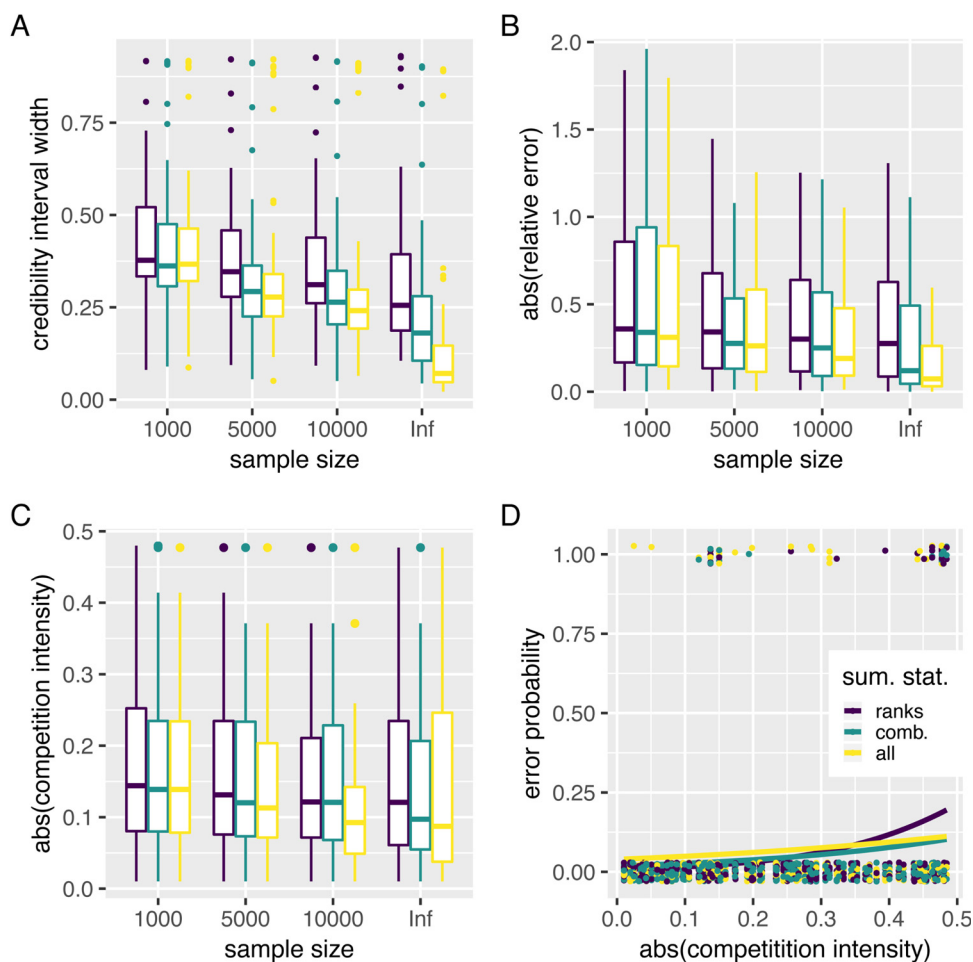 A
credibility interval width
0.75
0.50
0.25
0.00
1000 5000 10000 Inf
sample size
B
abs(relative error)
2.0
1.5
1.0
0.5
0.0
1000 5000 10000 Inf
sample size
C
abs(competition intensity)
0.5
0.4
0.3
0.2
0.1
0.0
1000 5000 10000 Inf
sample size
D
error probability
1.00
0.75
0.50
0.25
0.00
sum. stat.
ranks
comb.
all
0.0 0.1 0.2 0.3 0.4 0.5
abs(competitition intensity)